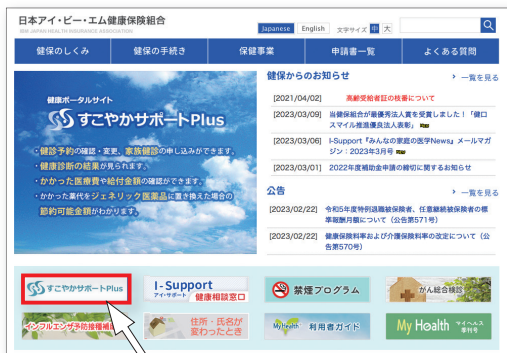 日本アイ・ビー・エム健康保険組合
IBM JAPAN HEALTH INSURANCE ASSOCIATION
Japanese English 文字サイズ 中 大
健保のしくみ 健保の手続き 保健事業 申請書一覧 よくある質問
健康ポータルサイト
すこやかサポートPlus
・健診予約の確認・変更、家族健診の申し込みができます。
・健康診断の結果が見られます。
・かかった医療費や給付金額の確認ができます。
・かかった薬代をジェネリック医薬品に置き換えた場合の
節約可能金額がわかります。
健保からのお知らせ 一覧を見る
[2021/04/02] 高齢受給者証の枝番について
[2023/03/09] 当健保組合が最優秀法人賞を受賞しました！「健口
スマイル推進優良法人表彰」
[2023/03/06] I-Support『みんなの家庭の医学News』メールマガ
ジン：2023年3月号
[2023/03/01] 2022年度補助金申請の締切に関するお知らせ
公告 一覧を見る
[2023/02/22] 令和5年度特例退職被保険者、任意継続被保険者の標
準報酬月額について（公告第571号）
[2023/02/22] 健康保険料率および介護保険料率の改定について（公
告第570号）
すこやかサポートPlus
I-Support
アイ・サポート 健康相談窓口
禁煙プログラム
がん総合検診
インフルエンザ予防接種補助
住所・氏名が
変わったとき
MyHealth 利用者ガイド
My Health マイヘルス
季刊号